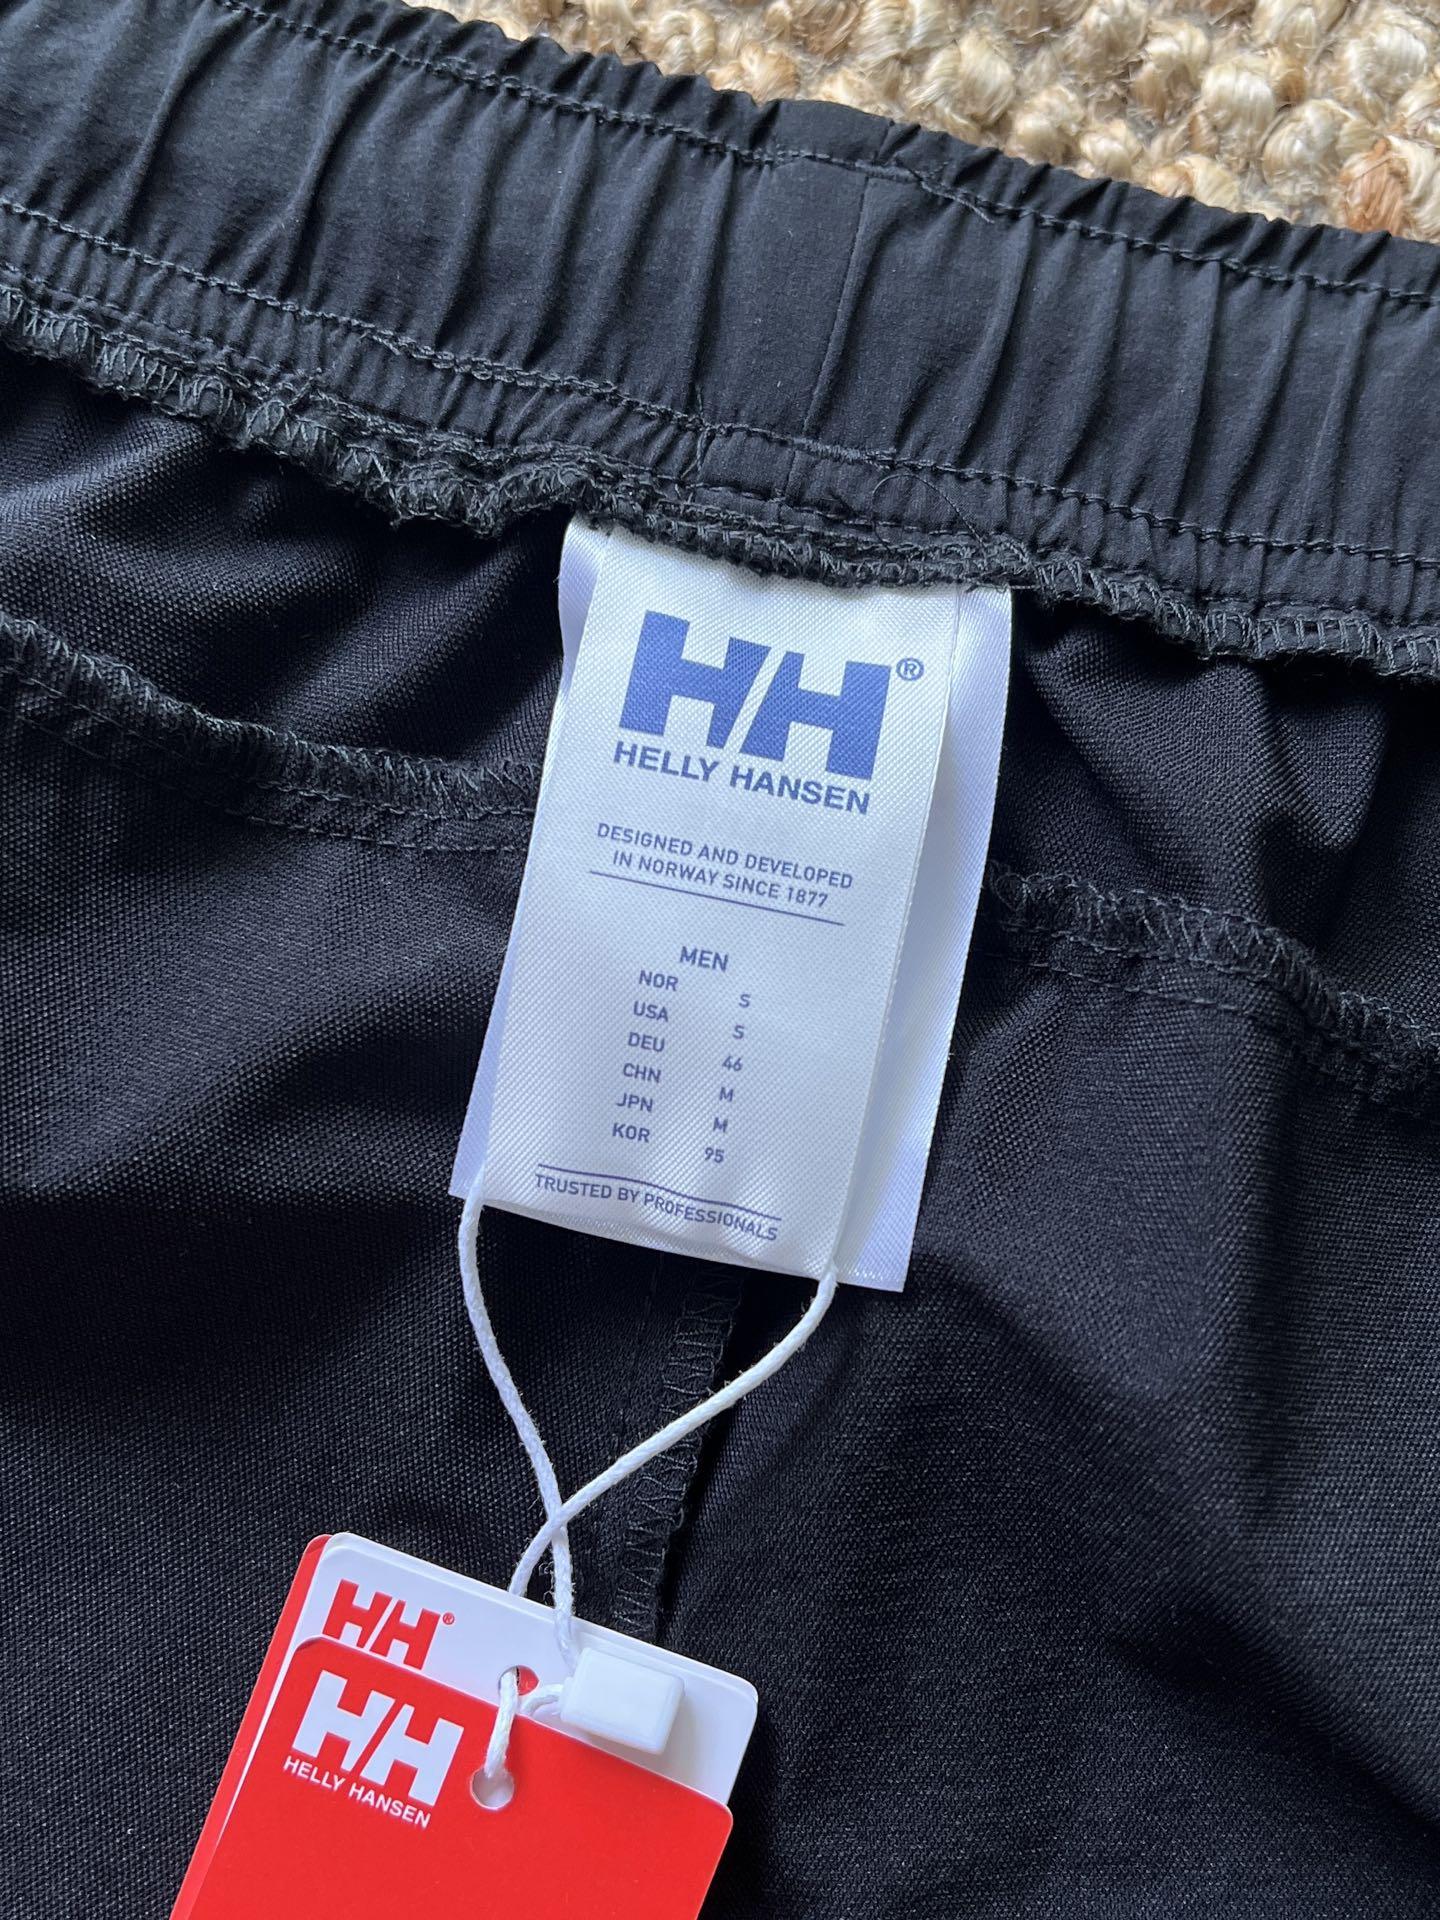 HH®
HELLY HANSEN
DESIGNED AND DEVELOPED
IN NORWAY SINCE 1877
MEN
NOR S
USA S
DEU 46
CHN M
JPN M
KOR 95
TRUSTED BY PROFESSIONALS
HH®
HH
HELLY HANSEN